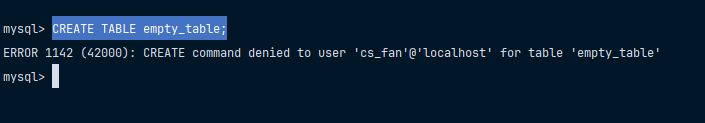 mysql> CREATE TABLE empty_table;
ERROR 1142 (42000): CREATE command denied to user 'cs_fan'@'localhost' for table 'empty_table'
mysql>